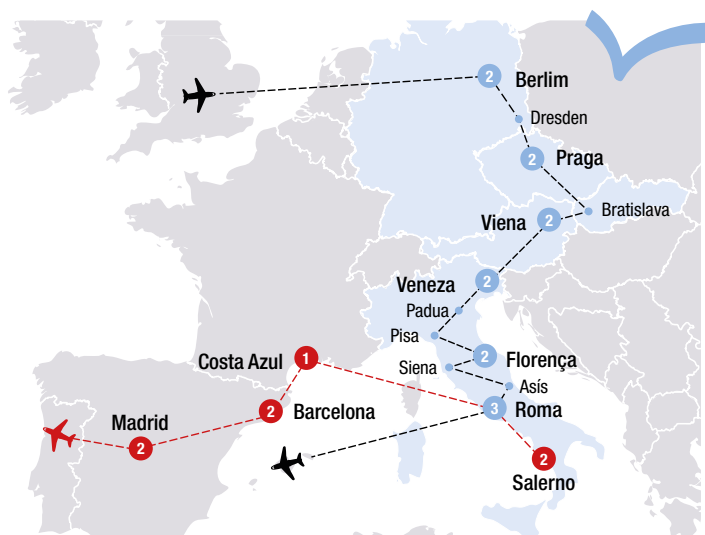 2
Berlim
Dresden
2
Praga
Bratislava
Viena
2
Veneza
2
Padua
Pisa
Costa Azul
1
Siena
2
Florença
Asís
Madrid
2
2
Barcelona
3
Roma
2
Salerno